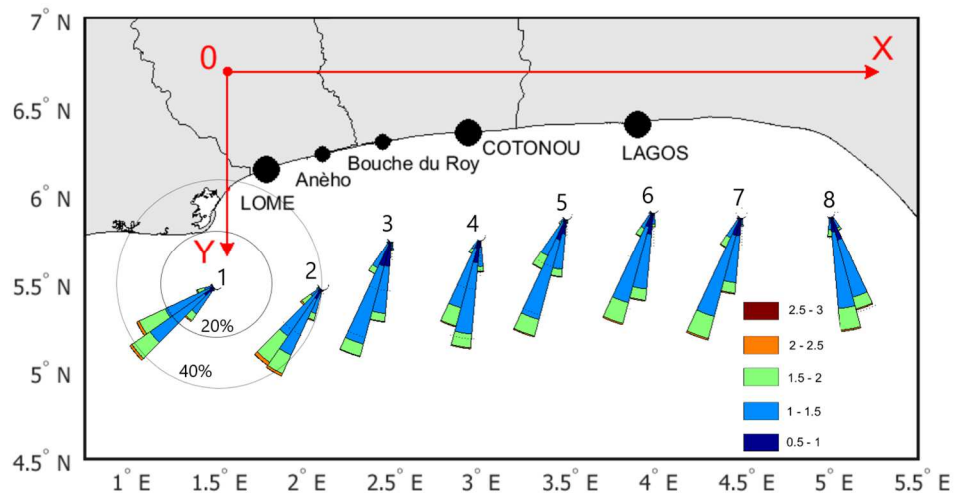 7° N
6.5° N
6° N
5.5° N
5° N
4.5° N
0
X
Y
LOME
Anèho
Bouche du Roy
COTONOU
LAGOS
1
2
3
4
5
6
7
8
20%
40%
2.5 - 3
2 - 2.5
1.5 - 2
1 - 1.5
0.5 - 1
1° E 1.5° E 2° E 2.5° E 3° E 3.5° E 4° E 4.5° E 5° E 5.5° E